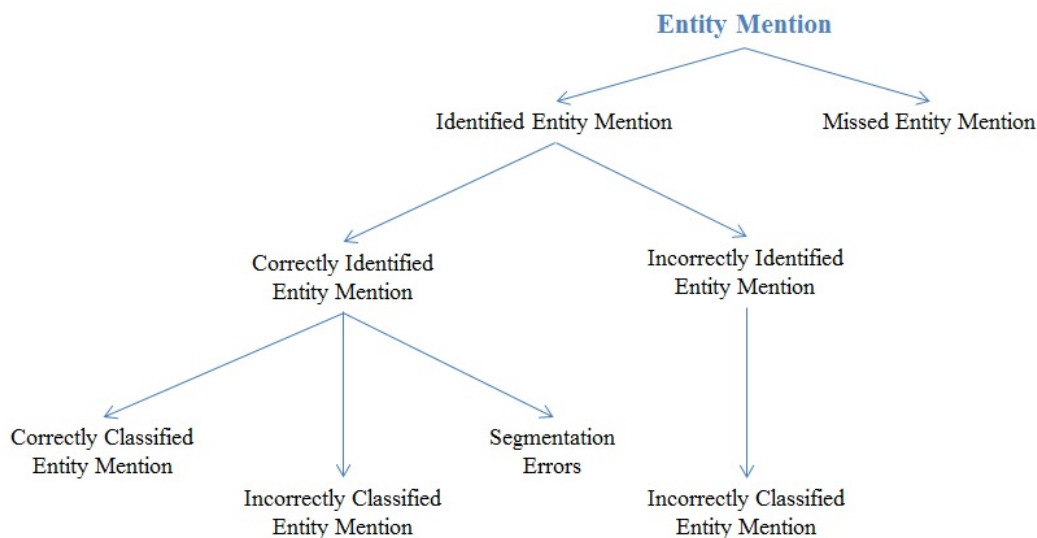 Entity Mention
Identified Entity Mention
Missed Entity Mention
Correctly Identified
Entity Mention
Incorrectly Identified
Entity Mention
Correctly Classified
Entity Mention
Segmentation
Errors
Incorrectly Classified
Entity Mention
Incorrectly Classified
Entity Mention